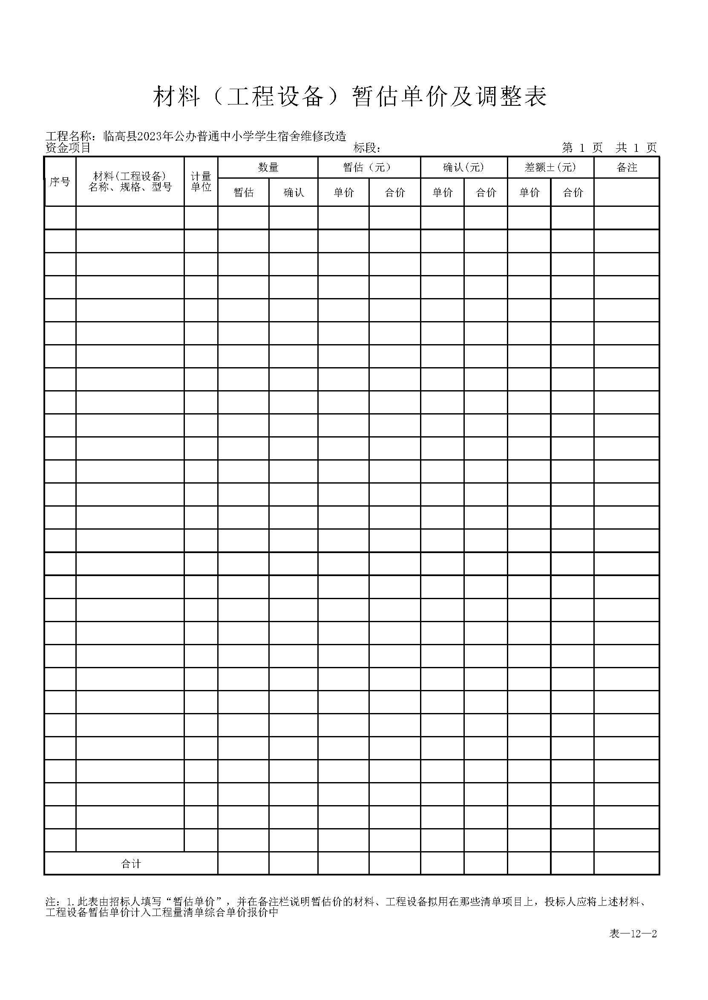 材料（工程设备）暂估单价及调整表
工程名称：临高县2023年公办普通中小学学生宿舍维修改造
资金项目 标段： 第 1 页 共 1 页
序号 材料(工程设备) 名称、规格、型号 计量 单位 数量 暂估（元） 确认(元) 差额±(元) 备注
暂估 确认 单价 合价 单价 合价 单价 合价
合计
注：1.此表由招标人填写“暂估单价”，并在备注栏说明暂估价的材料、工程设备拟用在那些清单项目上，投标人应将上述材料、
工程设备暂估单价计入工程量清单综合单价报价中
表—12—2